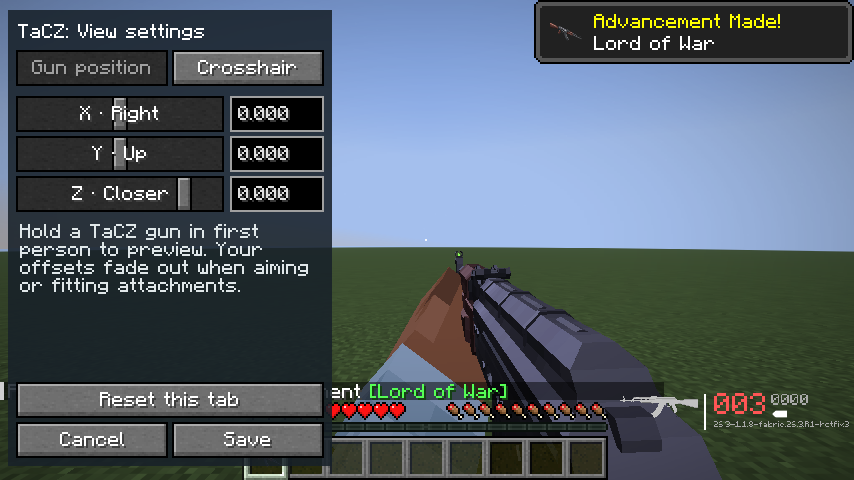 TaCZ: View settings
Gun position
Crosshair
X · Right
0.000
Y · Up
0.000
Z · Closer
0.000
Hold a TaCZ gun in first
person to preview. Your
offsets fade out when aiming
or fitting attachments.
Reset this tab
Cancel
Save
Advancement Made!
Lord of War
ent [Lord of War]
003
0000